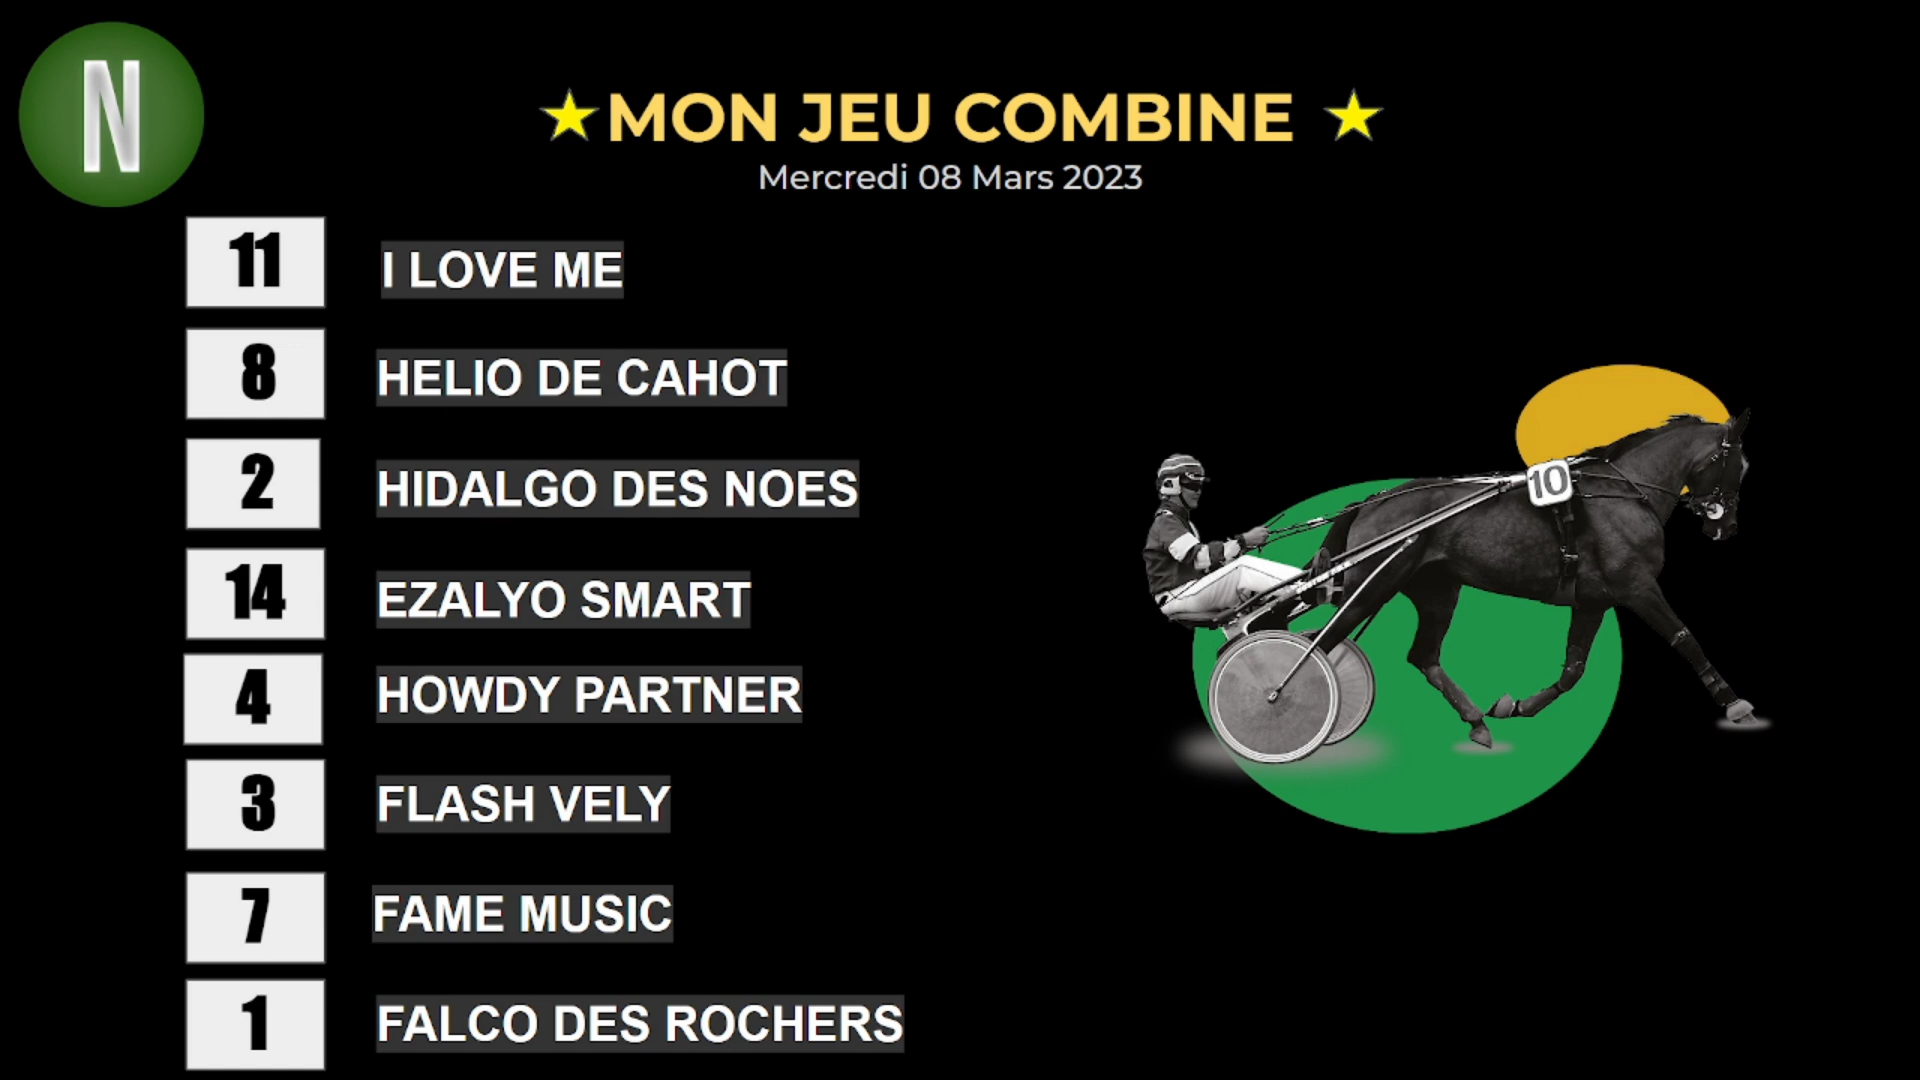 N
★MON JEU COMBINE ★
Mercredi 08 Mars 2023
11 I LOVE ME
8 HELIO DE CAHOT
2 HIDALGO DES NOES
14 EZALYO SMART
4 HOWDY PARTNER
3 FLASH VELY
7 FAME MUSIC
1 FALCO DES ROCHERS
10